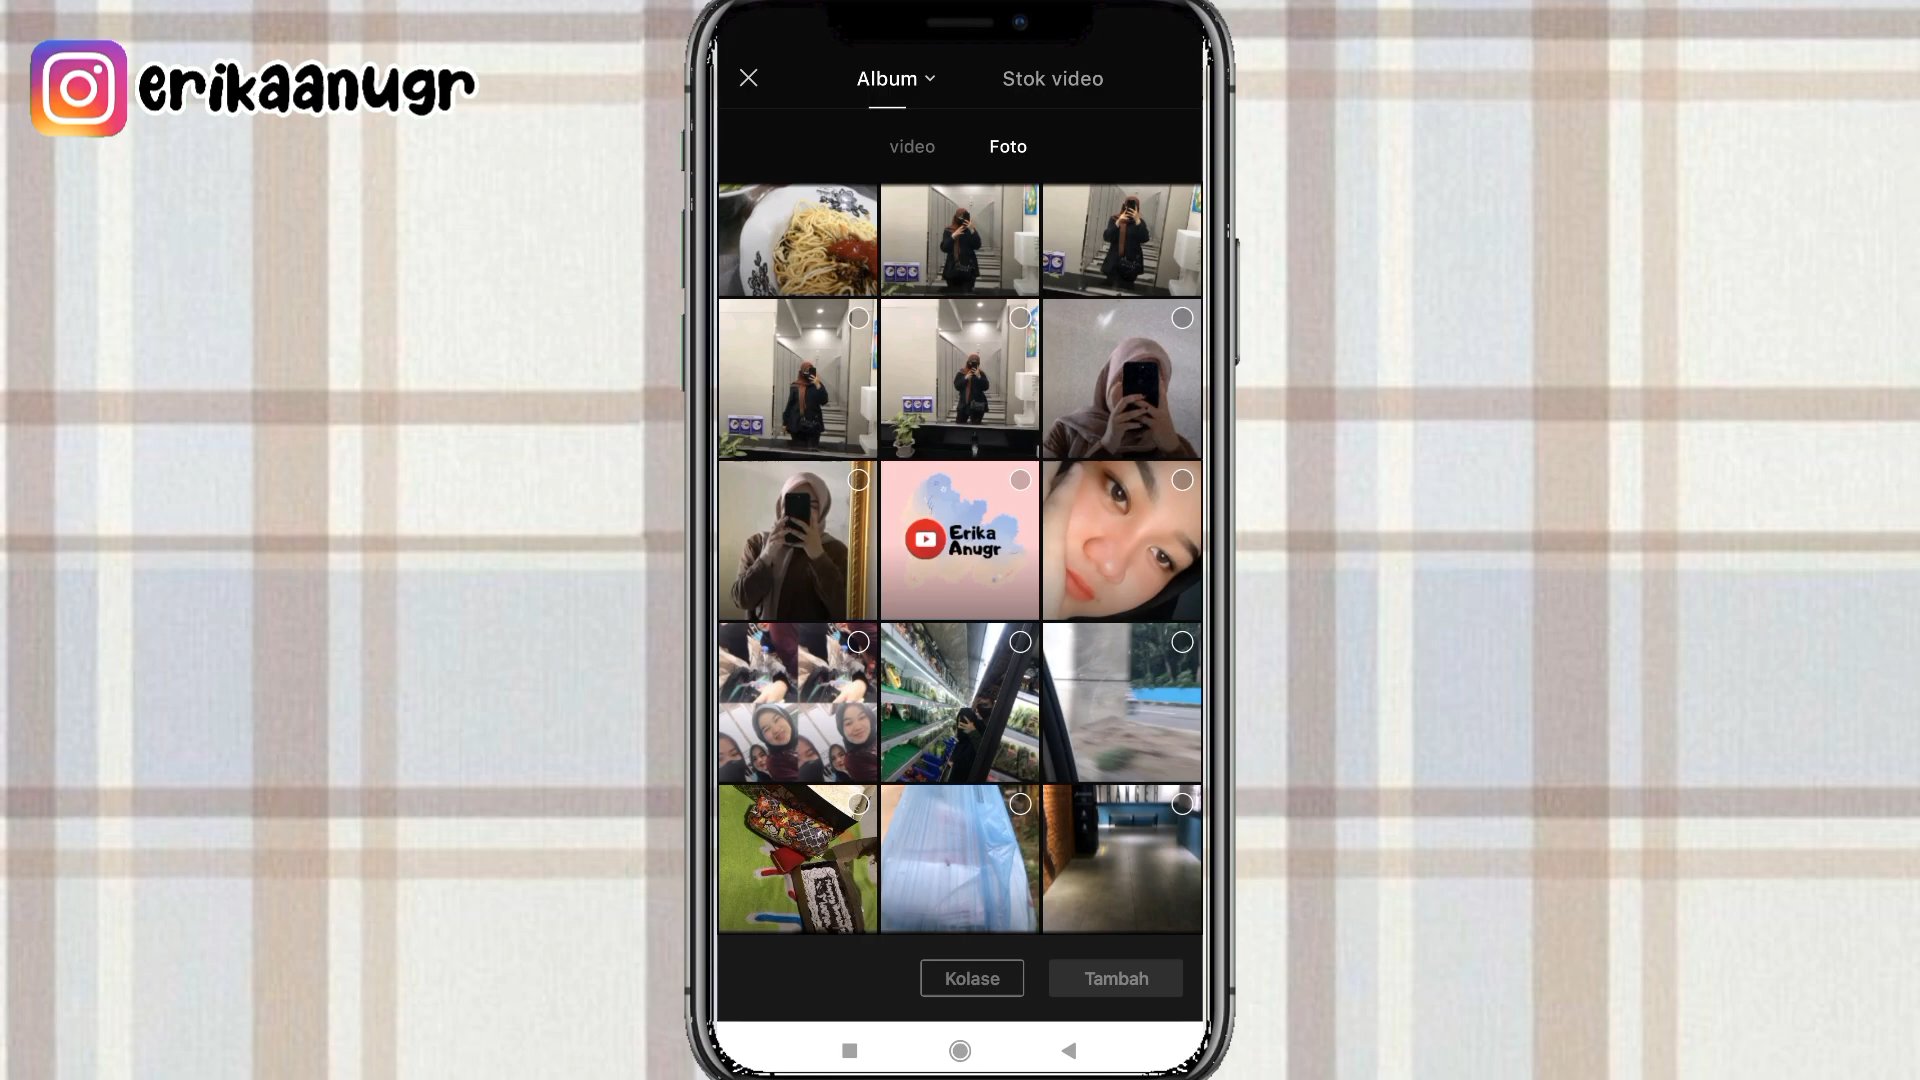 erikaanugr
Album
Stok video
video
Foto
Erika
Anugr
Kolase
Tambah